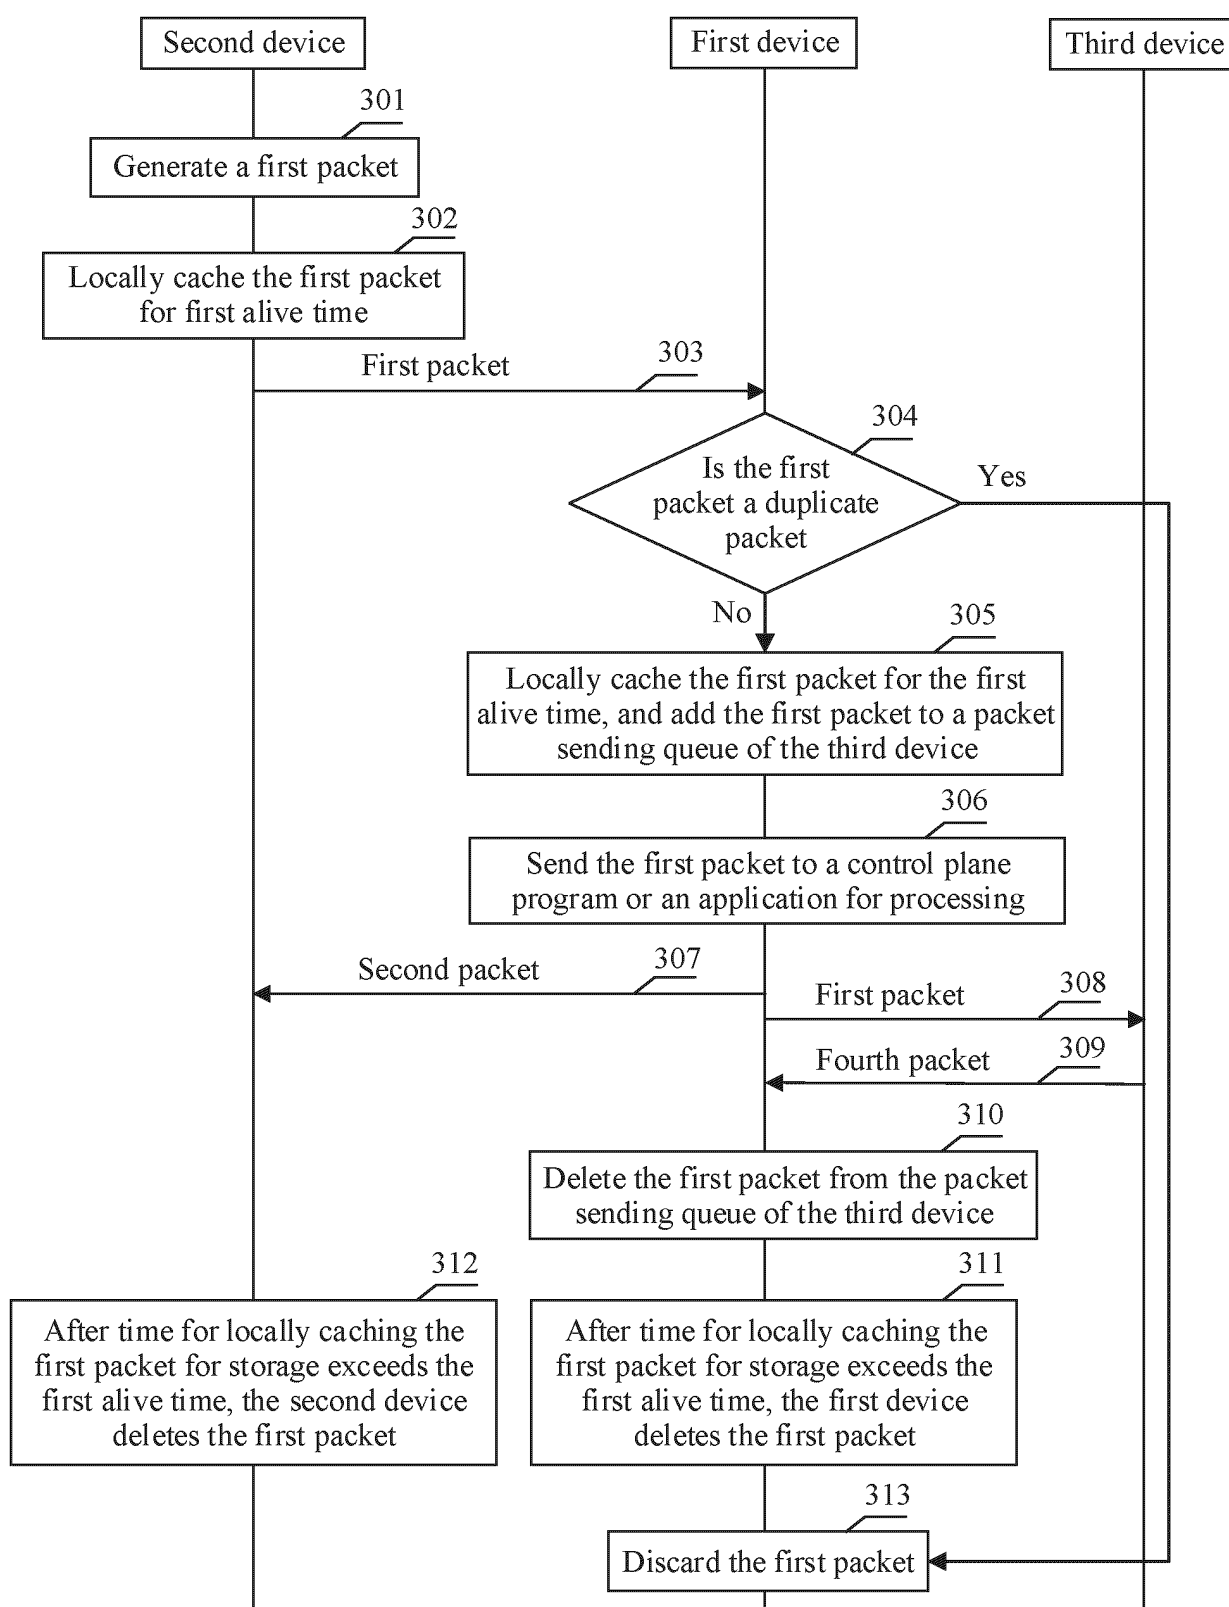 Second device
First device
Third device
301
Generate a first packet
302
Locally cache the first packet
for first alive time
First packet
303
304
Is the first
packet a duplicate
packet
Yes
No
305
Locally cache the first packet for the first
alive time, and add the first packet to a packet
sending queue of the third device
306
Send the first packet to a control plane
program or an application for processing
Second packet
307
First packet
308
Fourth packet
309
310
Delete the first packet from the packet
sending queue of the third device
312
After time for locally caching the
first packet for storage exceeds the
first alive time, the second device
deletes the first packet
311
After time for locally caching the
first packet for storage exceeds the
first alive time, the first device
deletes the first packet
313
Discard the first packet